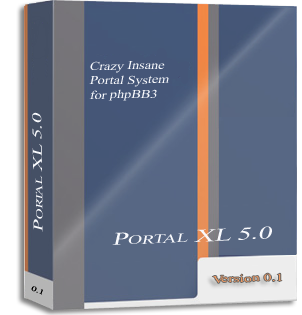 Crazy Insane
Portal System
for phpBB3
PORTAL XL 5.0
Version 0.1
PORTAL XL 5.0
0.1